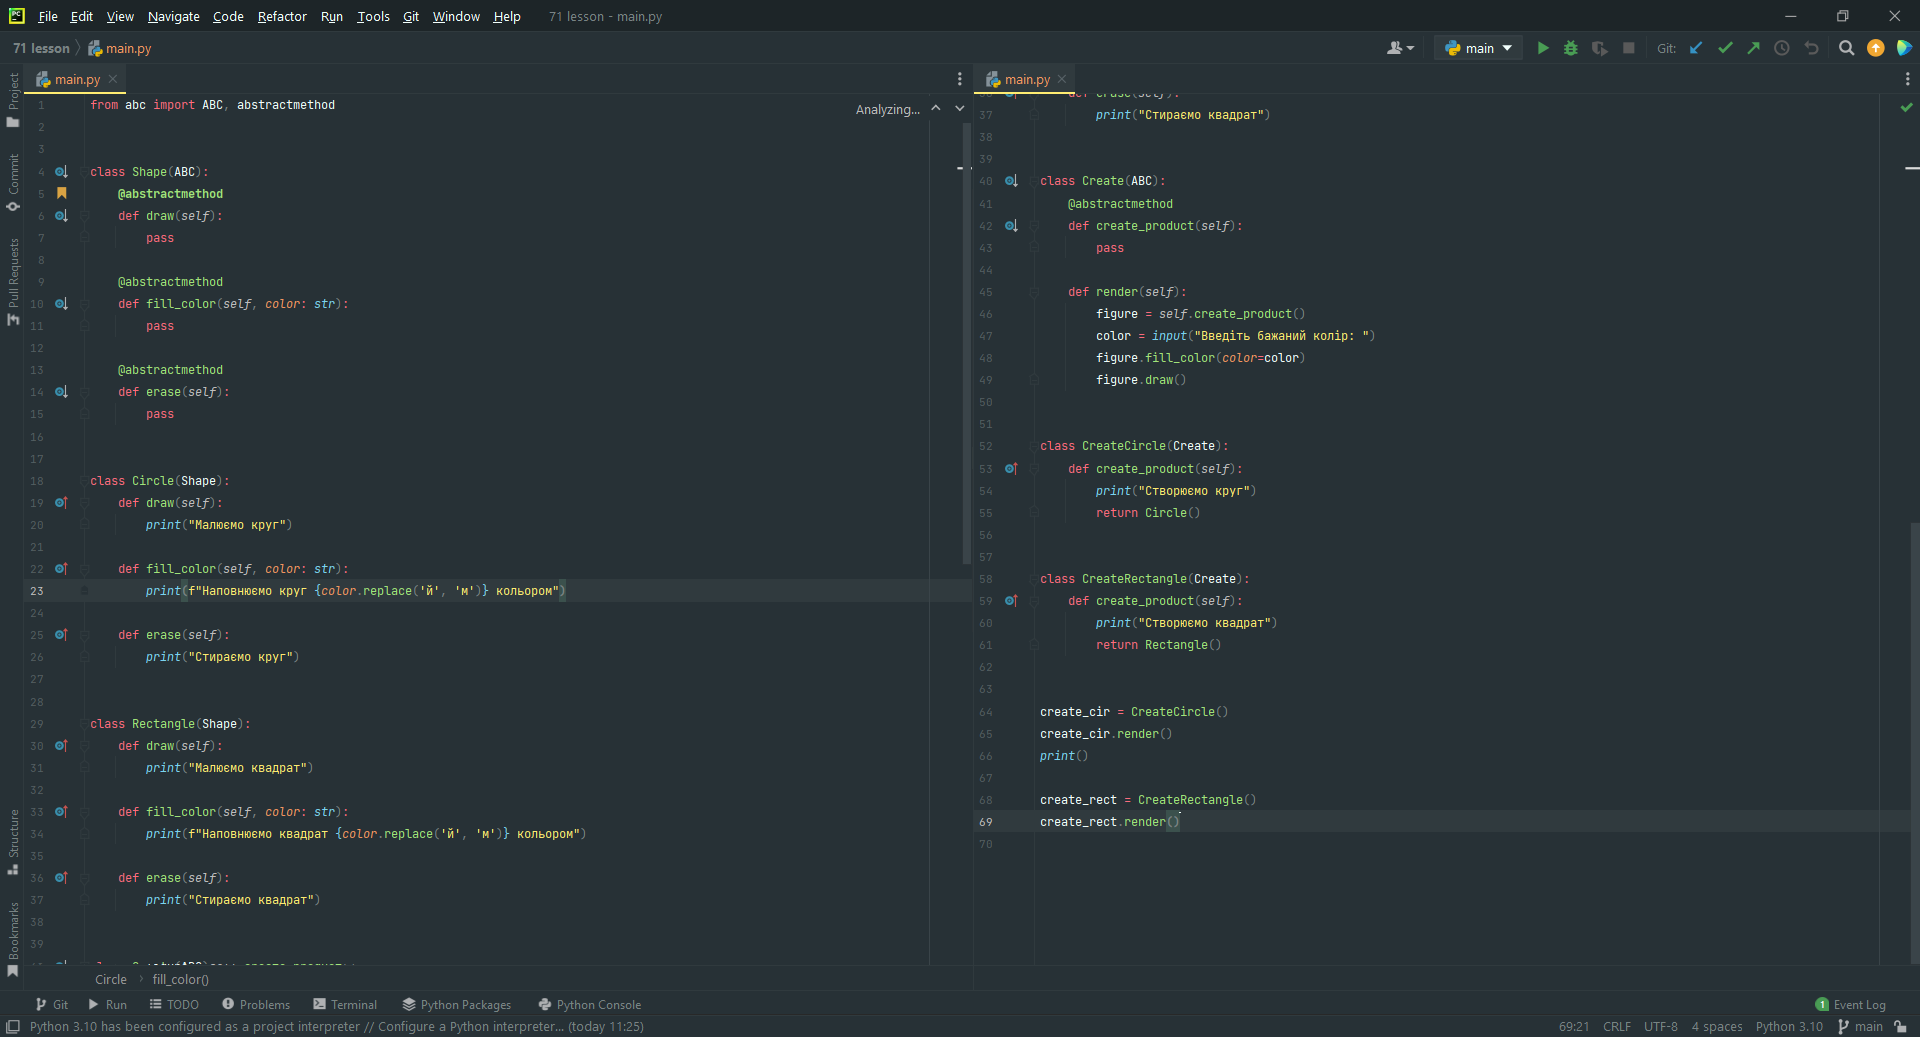 File Edit View Navigate Code Refactor Run Tools Git Window Help 71 lesson - main.py
71 lesson main.py main Git:
main.py
Analyzing...
1 from abc import ABC, abstractmethod
2
3
4 class Shape(ABC):
5 @abstractmethod
6 def draw(self):
7 pass
8
9 @abstractmethod
10 def fill_color(self, color: str):
11 pass
12
13 @abstractmethod
14 def erase(self):
15 pass
16
17
18 class Circle(Shape):
19 def draw(self):
20 print("Малюємо круг")
21
22 def fill_color(self, color: str):
23 print(f"Наповнюємо круг {color.replace('й', 'м')} кольором")
24
25 def erase(self):
26 print("Стираємо круг")
27
28
29 class Rectangle(Shape):
30 def draw(self):
31 print("Малюємо квадрат")
32
33 def fill_color(self, color: str):
34 print(f"Наповнюємо квадрат {color.replace('й', 'м')} кольором")
35
36 def erase(self):
37 print("Стираємо квадрат")
38
39
Circle fill_color()
main.py
36 def erase(self):
37 print("Стираємо квадрат")
38
39
40 class Create(ABC):
41 @abstractmethod
42 def create_product(self):
43 pass
44
45 def render(self):
46 figure = self.create_product()
47 color = input("Введіть бажаний колір: ")
48 figure.fill_color(color=color)
49 figure.draw()
50
51
52 class CreateCircle(Create):
53 def create_product(self):
54 print("Створюємо круг")
55 return Circle()
56
57
58 class CreateRectangle(Create):
59 def create_product(self):
60 print("Створюємо квадрат")
61 return Rectangle()
62
63
64 create_cir = CreateCircle()
65 create_cir.render()
66 print()
67
68 create_rect = CreateRectangle()
69 create_rect.render()
70
Project
Commit
Pull Requests
Structure
Bookmarks
Git Run TODO Problems Terminal Python Packages Python Console 1 Event Log
Python 3.10 has been configured as a project interpreter // Configure a Python interpreter... (today 11:25) 69:21 CRLF UTF-8 4 spaces Python 3.10 main